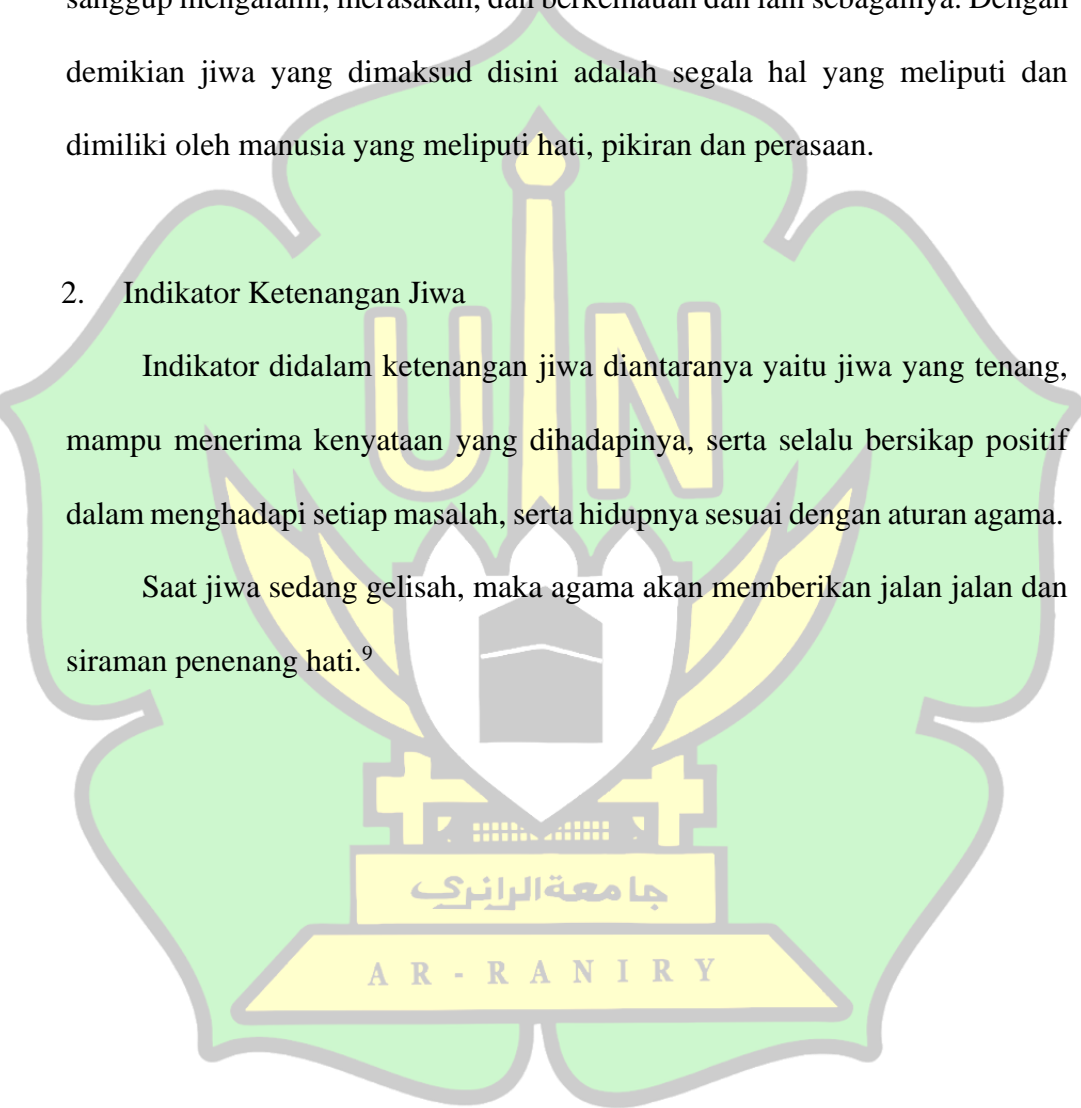 sanggup mengalami, merasakan, dan berkemauan dan lain sebagainya. Dengan
demikian jiwa yang dimaksud disini adalah segala hal yang meliputi dan
dimiliki oleh manusia yang meliputi hati, pikiran dan perasaan.
2. Indikator Ketenangan Jiwa
Indikator didalam ketenangan jiwa diantaranya yaitu jiwa yang tenang,
mampu menerima kenyataan yang dihadapinya, serta selalu bersikap positif
dalam menghadapi setiap masalah, serta hidupnya sesuai dengan aturan agama.
Saat jiwa sedang gelisah, maka agama akan memberikan jalan jalan dan
siraman penenang hati.⁹
UIN
جامعةالرانري
AR-RANIRY